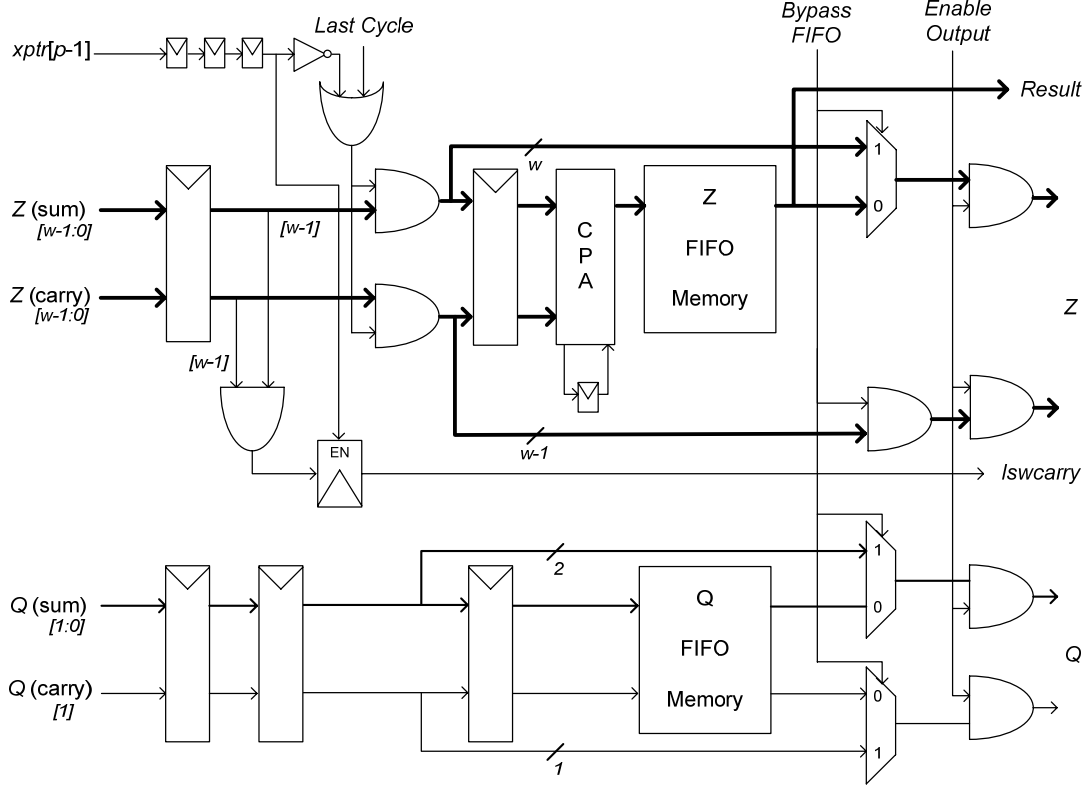 Last Cycle
Bypass
FIFO
Enable
Output
xptr[p-1]
Result
w
1
Z (sum)
[w-1:0]
[w-1]
C
P
A
Z
FIFO
Memory
0
Z (carry)
[w-1:0]
Z
[w-1]
w-1
EN
lswcarry
2
1
Q (sum)
[1:0]
Q
FIFO
Memory
0
Q
Q (carry)
[1]
0
1
1